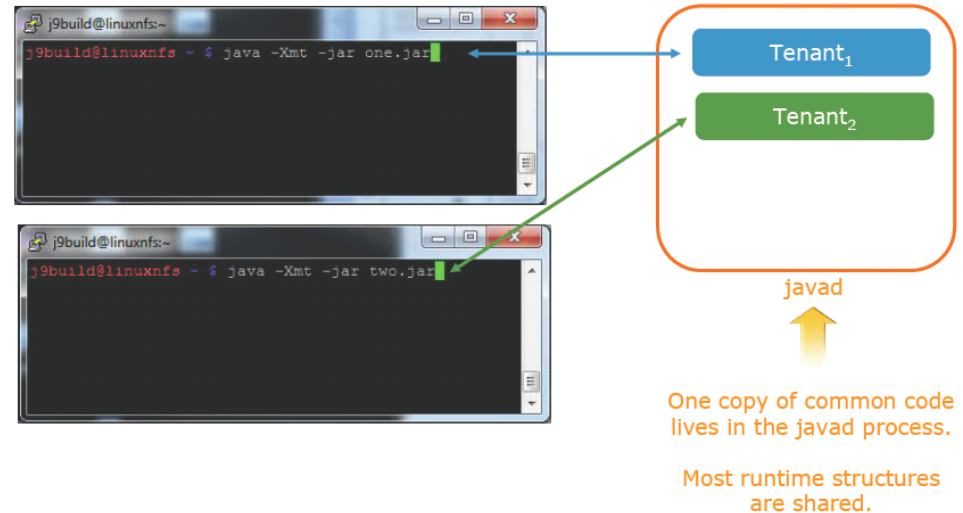 j9build@linuxnfs:~
j9build@linuxnfs ~ $ java -Xmt -jar one.jar
Tenant₁
Tenant₂
j9build@linuxnfs:~
j9build@linuxnfs ~ $ java -Xmt -jar two.jar
javad
One copy of common code
lives in the javad process.
Most runtime structures
are shared.